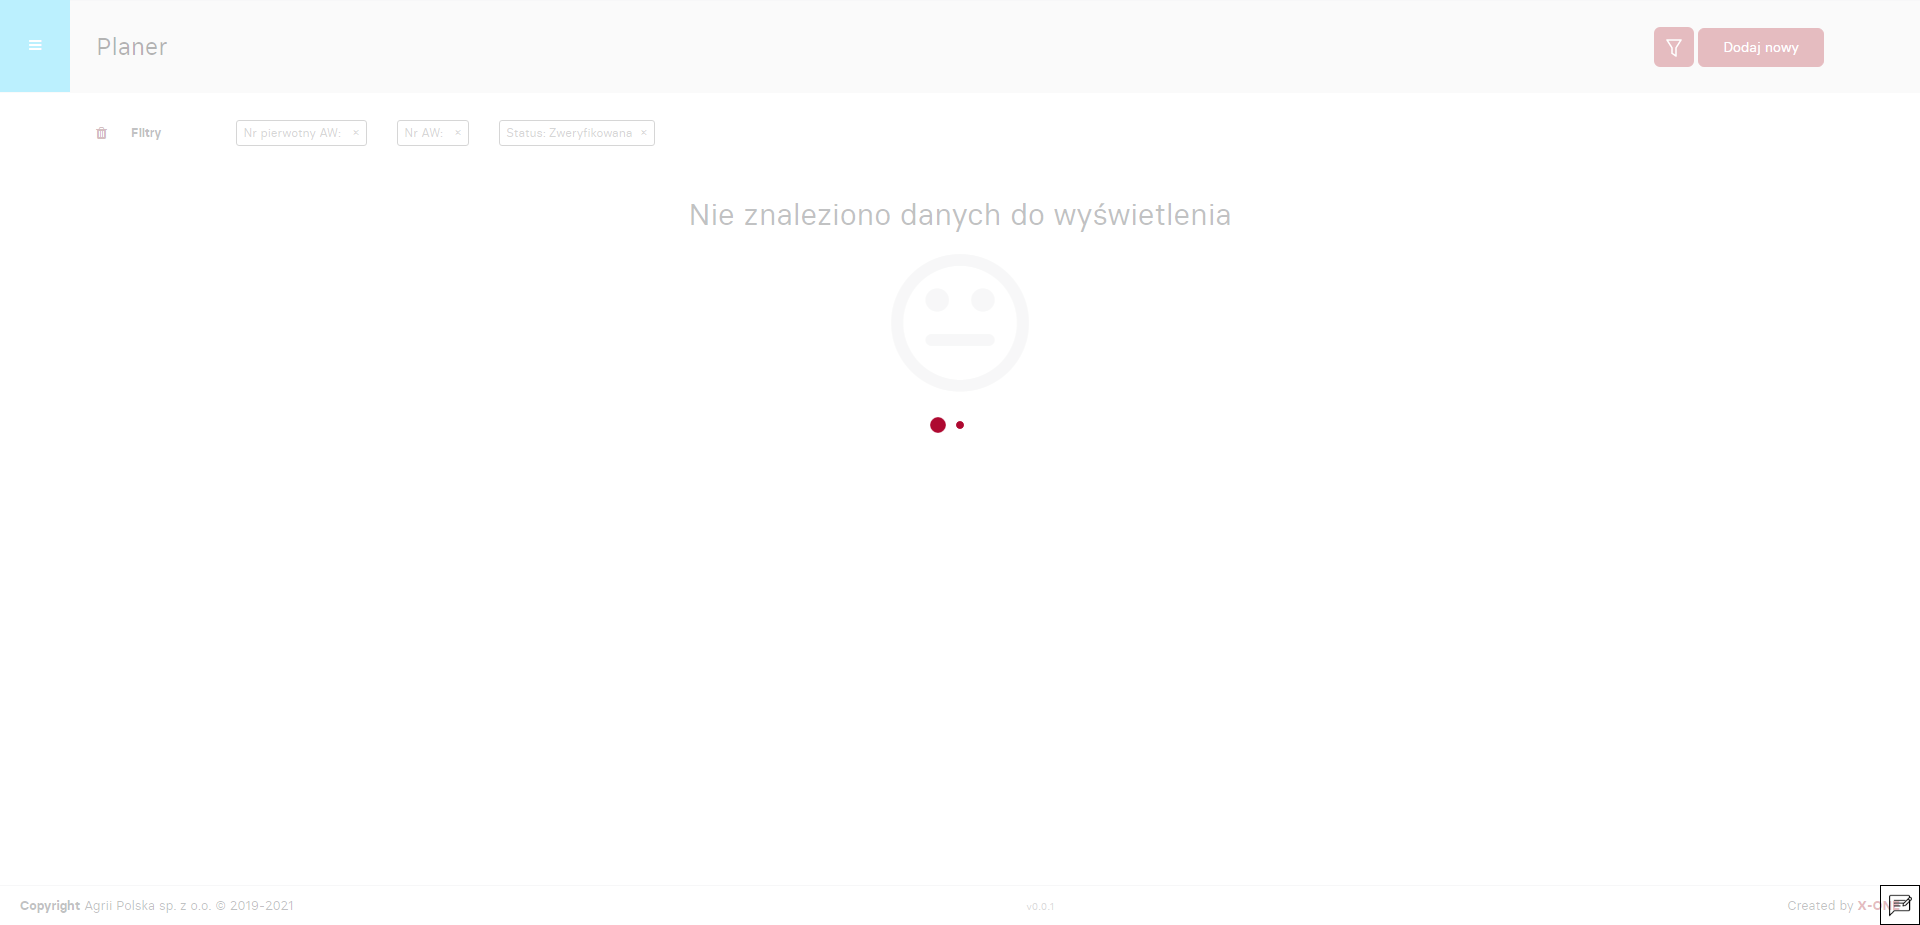 Planer
Dodaj nowy
Filtry
Nr pierwotny AW: ×
Nr AW: ×
Status: Zweryfikowana ×
Nie znaleziono danych do wyświetlenia
Copyright Agrii Polska sp. z o.o. © 2019-2021
v0.0.1
Created by X-ONE